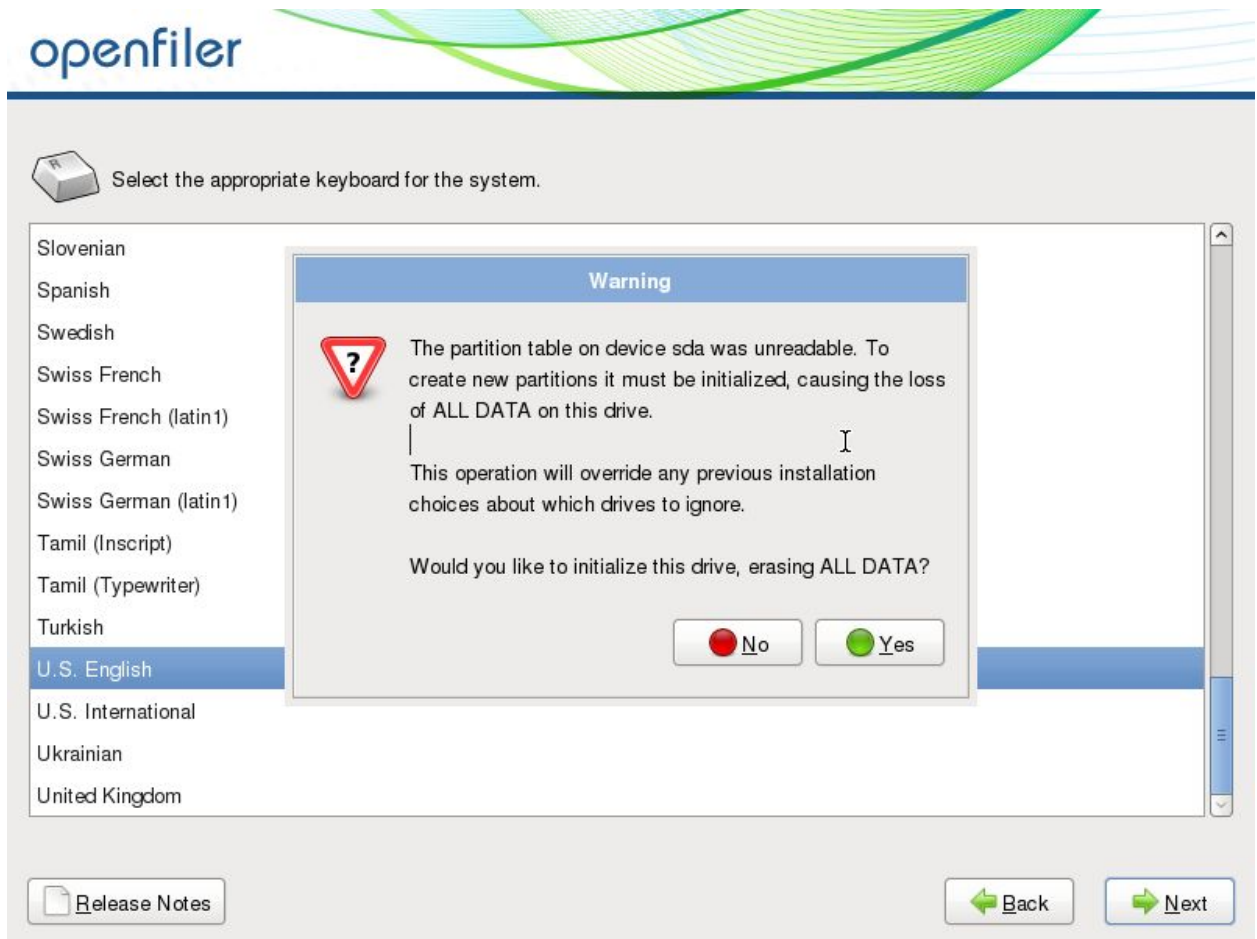 openfiler
Select the appropriate keyboard for the system.
Slovenian
Spanish
Swedish
Swiss French
Swiss French (latin1)
Swiss German
Swiss German (latin1)
Tamil (Inscript)
Tamil (Typewriter)
Turkish
U.S. English
U.S. International
Ukrainian
United Kingdom
Warning
?
The partition table on device sda was unreadable. To
create new partitions it must be initialized, causing the loss
of ALL DATA on this drive.
This operation will override any previous installation
choices about which drives to ignore.
Would you like to initialize this drive, erasing ALL DATA?
No
Yes
R
Release Notes
Back
Next